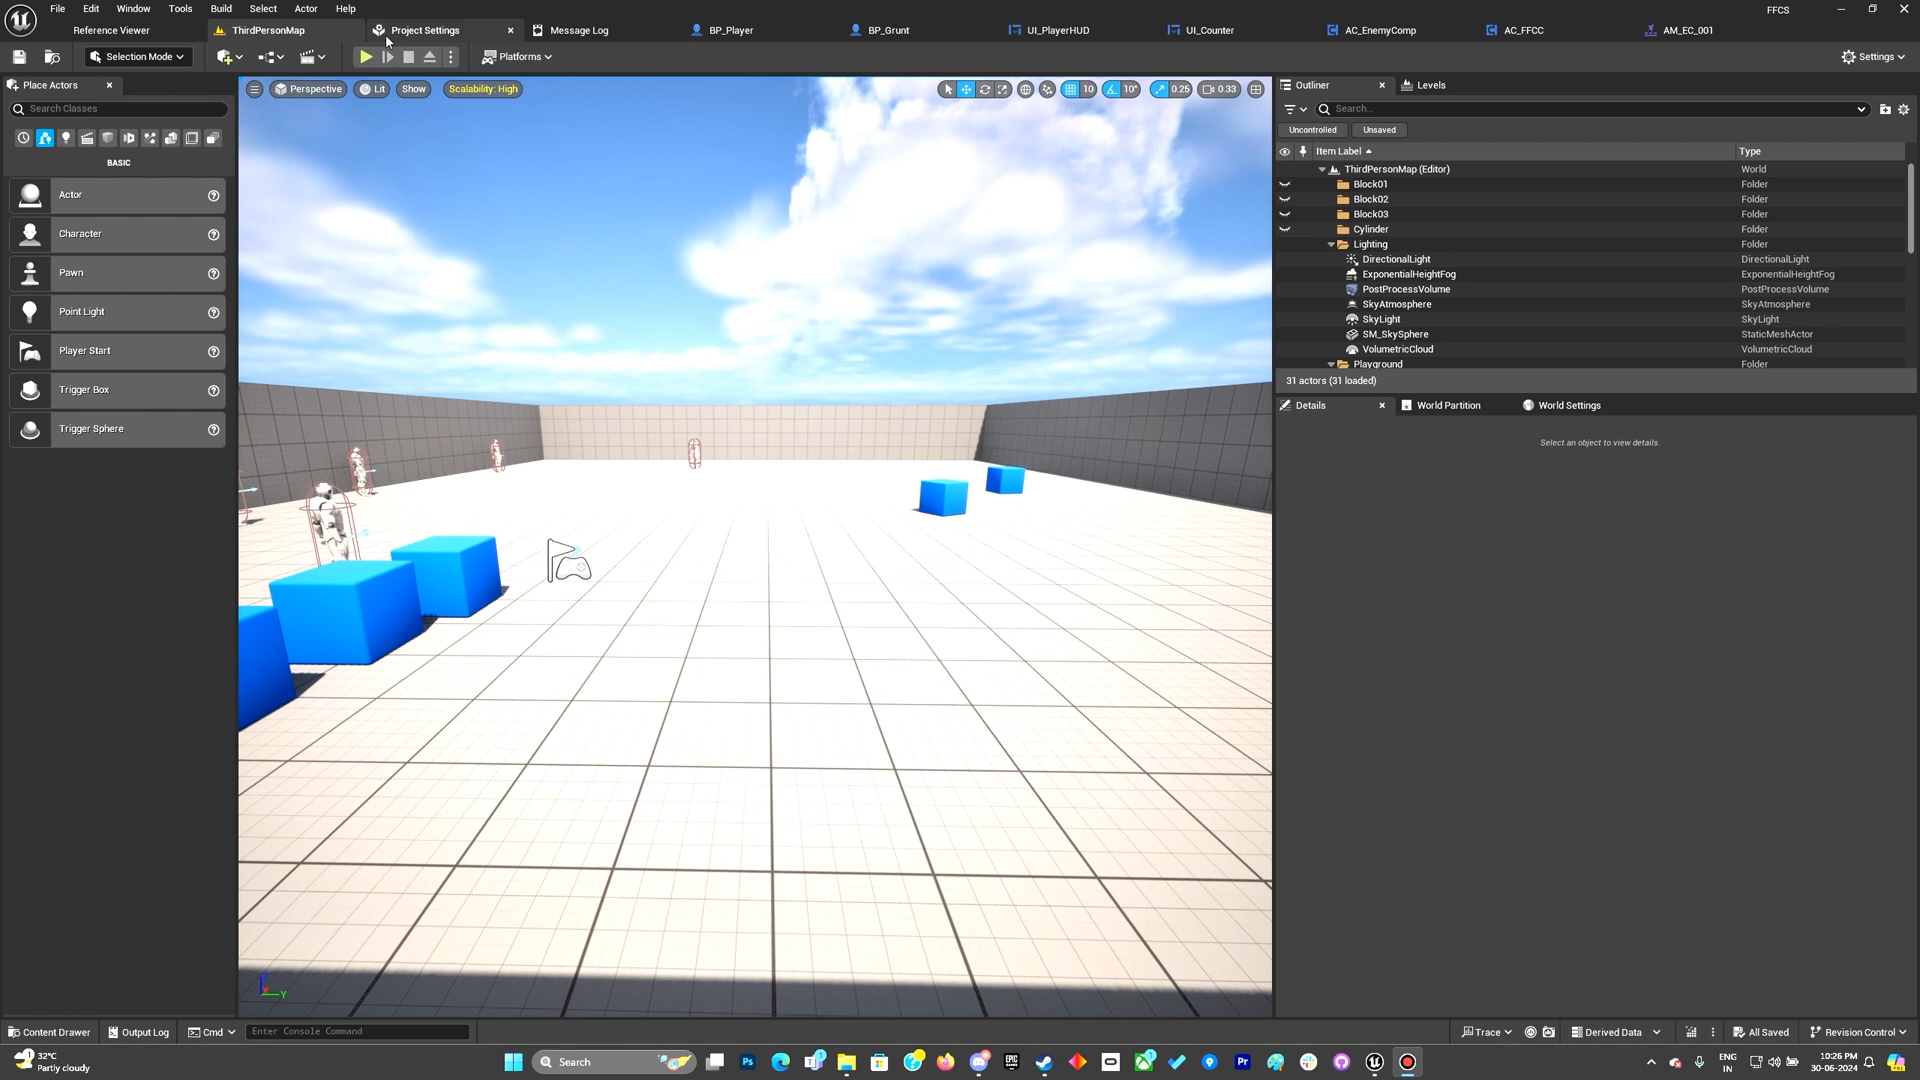 File Edit Window Tools Build Select Actor Help
FFCS
Reference Viewer ThirdPersonMap Project Settings Message Log BP_Player BP_Grunt UI_PlayerHUD UI_Counter AC_EnemyComp AC_FFCC AM_EC_001
Selection Mode Platforms Settings
Place Actors
Search Classes
BASIC
Actor
Character
Pawn
Point Light
Player Start
Trigger Box
Trigger Sphere
Perspective Lit Show Scalability: High 10 10° 0.25 0.33
Y
Outliner Levels
Search...
Uncontrolled Unsaved
Item Label Type
ThirdPersonMap (Editor) World
Block01 Folder
Block02 Folder
Block03 Folder
Cylinder Folder
Lighting Folder
DirectionalLight DirectionalLight
ExponentialHeightFog ExponentialHeightFog
PostProcessVolume PostProcessVolume
SkyAtmosphere SkyAtmosphere
SkyLight SkyLight
SM_SkySphere StaticMeshActor
VolumetricCloud VolumetricCloud
Playground Folder
31 actors (31 loaded)
Details World Partition World Settings
Select an object to view details.
Content Drawer Output Log Cmd Enter Console Command Trace Derived Data All Saved Revision Control
32°C
Partly cloudy
Search
ENG
IN
10:26 PM
30-06-2024